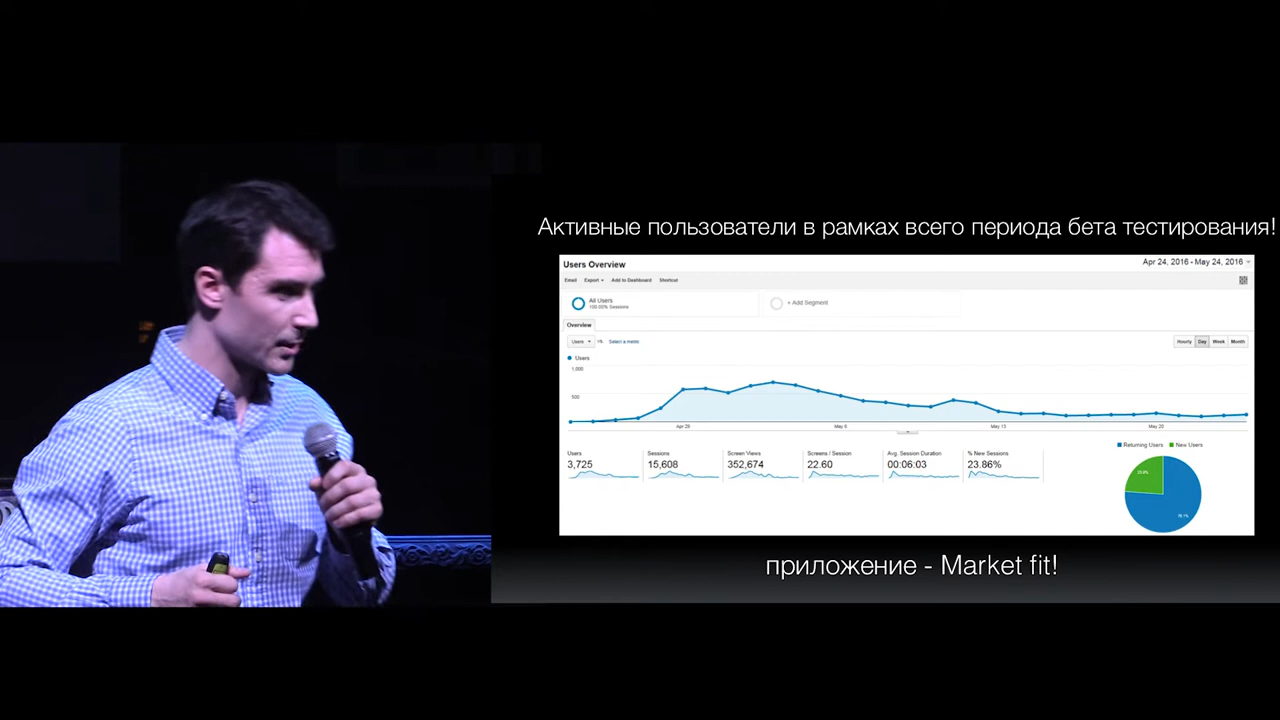 Активные пользователи в рамках всего периода бета тестирования!
Users Overview
Apr 24, 2016 - May 24, 2016
Email Export Add to Dashboard Shortcut
All Users
100.00% Sessions
+ Add Segment
Overview
Users vs. Select a metric
Hourly Day Week Month
Users
1,000
500
Apr 29 May 6 May 13 May 20
Returning Users New Users
Users Sessions Screen Views Screens / Session Avg. Session Duration % New Sessions
3,725 15,608 352,674 22.60 00:06:03 23.86%
приложение - Market fit!